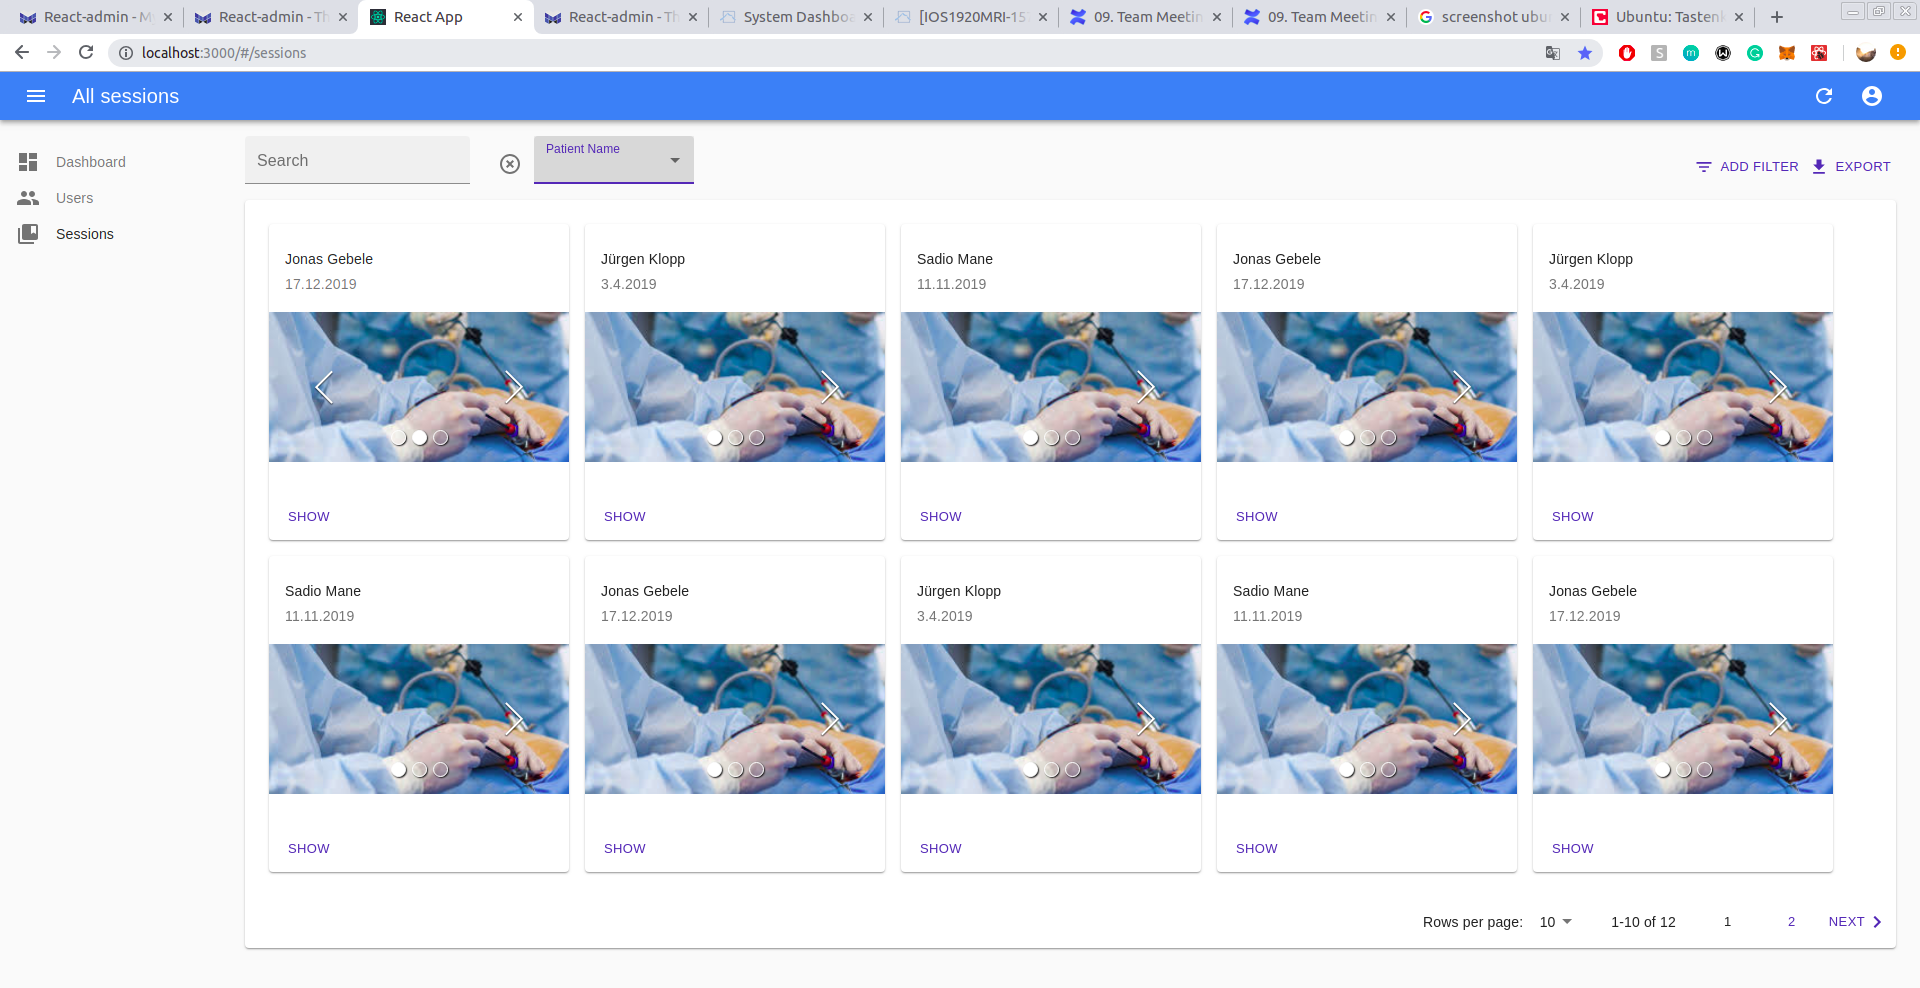 React-admin - M
React-admin - Th
React App
React-admin - Th
System Dashboa
[IOS1920MRI-15
09. Team Meetin
09. Team Meetin
screenshot ubu
Ubuntu: Tastenk
localhost:3000/#/sessions
All sessions
Dashboard
Users
Sessions
Search
Patient Name
ADD FILTER
EXPORT
Jonas Gebele
17.12.2019
SHOW
Jürgen Klopp
3.4.2019
SHOW
Sadio Mane
11.11.2019
SHOW
Jonas Gebele
17.12.2019
SHOW
Jürgen Klopp
3.4.2019
SHOW
Sadio Mane
11.11.2019
SHOW
Jonas Gebele
17.12.2019
SHOW
Jürgen Klopp
3.4.2019
SHOW
Sadio Mane
11.11.2019
SHOW
Jonas Gebele
17.12.2019
SHOW
Rows per page: 10 1-10 of 12 1 2 NEXT